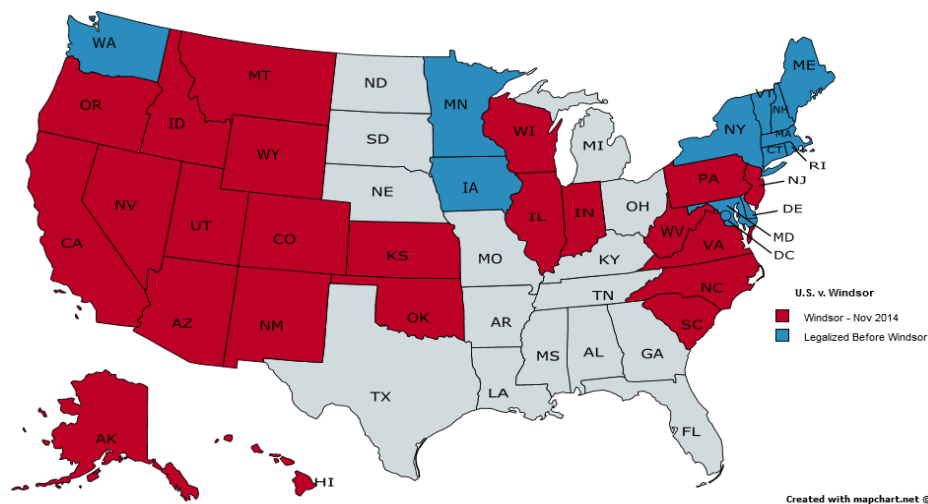 WA
MT
ND
MN
ME
VT
NH
OR
ID
SD
WI
NY
MA
CT
RI
WY
MI
NE
IA
PA
NJ
NV
UT
CO
IL
IN
OH
DE
MD
DC
CA
KS
MO
WV
VA
KY
AZ
NM
OK
AR
TN
NC
SC
TX
LA
MS
AL
GA
FL
AK
HI
U.S. v. Windsor
Windsor - Nov 2014
Legalized Before Windsor
Created with mapchart.net ©